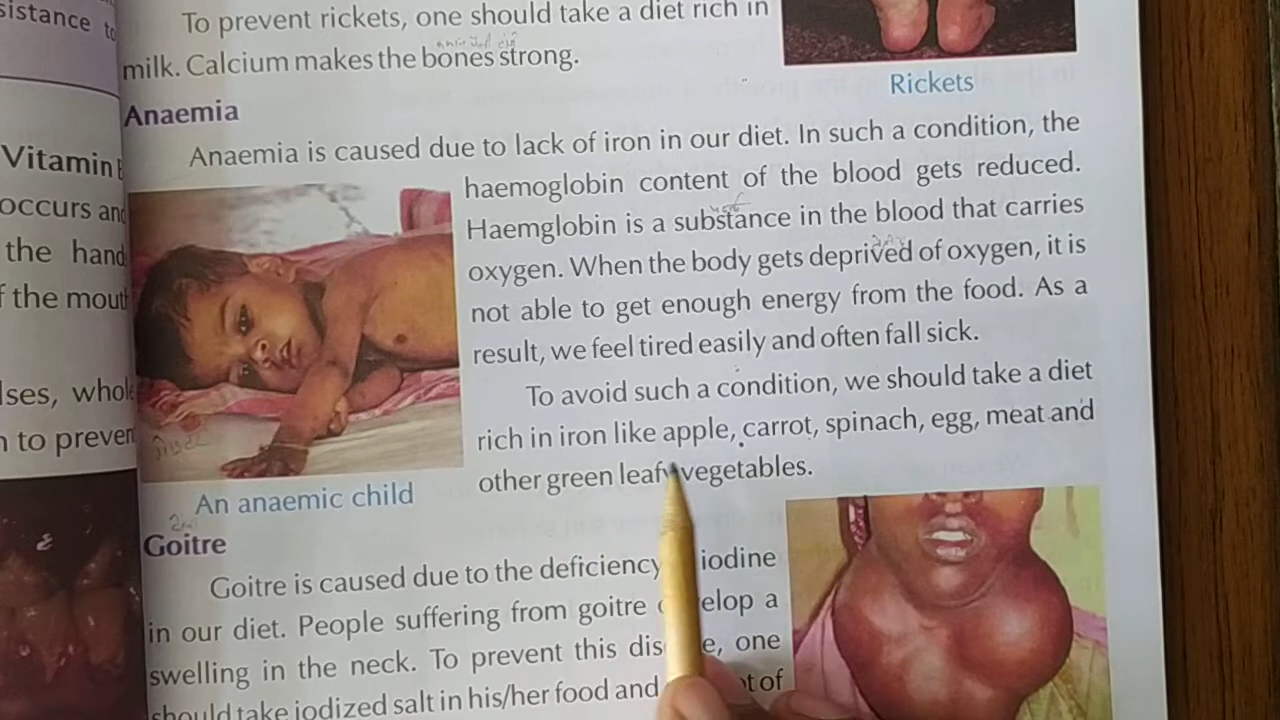 sistance to
Vitamin
occurs and
the hand
f the mouth
lses, whole
n to preven
To prevent rickets, one should take a diet rich in
milk. Calcium makes the bones strong.
Rickets
Anaemia
Anaemia is caused due to lack of iron in our diet. In such a condition, the
haemoglobin content of the blood gets reduced.
Haemglobin is a substance in the blood that carries
oxygen. When the body gets deprived of oxygen, it is
not able to get enough energy from the food. As a
result, we feel tired easily and often fall sick.
To avoid such a condition, we should take a diet
rich in iron like apple, carrot, spinach, egg, meat and
other green leafy vegetables.
An anaemic child
Goitre
Goitre is caused due to the deficiency iodine
in our diet. People suffering from goitre elop a
swelling in the neck. To prevent this dis e, one
should take iodized salt in his/her food and of